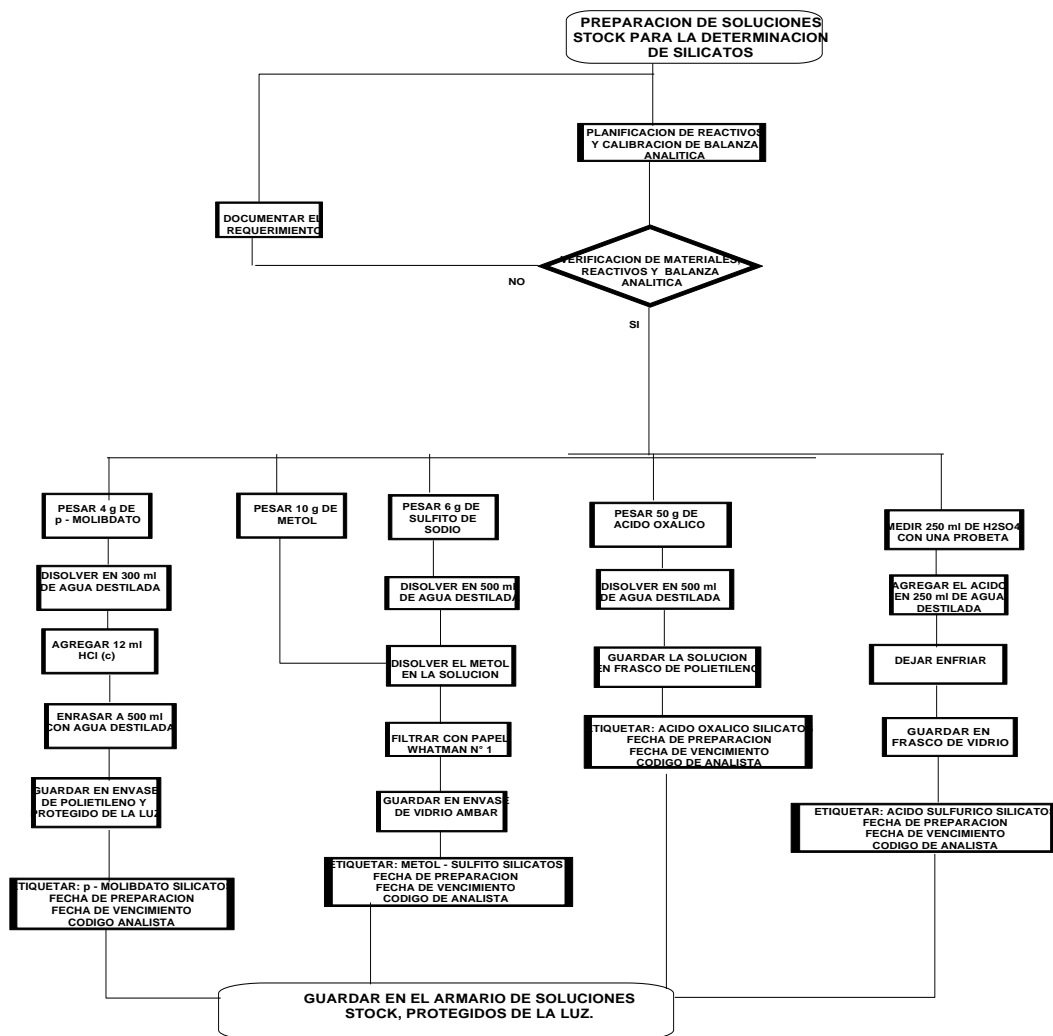 PREPARACION DE SOLUCIONES
STOCK PARA LA DETERMINACION
DE SILICATOS
PLANIFICACION DE REACTIVOS
Y CALIBRACION DE BALANZA
ANALITICA
DOCUMENTAR EL
REQUERIMIENTO
VERIFICACION DE MATERIALES,
REACTIVOS Y BALANZA
ANALITICA
NO
SI
PESAR 4 g DE
p - MOLIBDATO
DISOLVER EN 300 ml
DE AGUA DESTILADA
AGREGAR 12 ml
HCl (c)
ENRASAR A 500 ml
CON AGUA DESTILADA
GUARDAR EN ENVASE
DE POLIETILENO Y
PROTEGIDO DE LA LUZ
ETIQUETAR: p - MOLIBDATO SILICATOS
FECHA DE PREPARACION
FECHA DE VENCIMIENTO
CODIGO ANALISTA
PESAR 10 g DE
METOL
PESAR 6 g DE
SULFITO DE
SODIO
DISOLVER EN 500 ml
DE AGUA DESTILADA
DISOLVER EL METOL
EN LA SOLUCION
FILTRAR CON PAPEL
WHATMAN N° 1
GUARDAR EN ENVASE
DE VIDRIO AMBAR
ETIQUETAR: METOL - SULFITO SILICATOS
FECHA DE PREPARACION
FECHA DE VENCIMIENTO
CODIGO DE ANALISTA
PESAR 50 g DE
ACIDO OXALICO
DISOLVER EN 500 ml
DE AGUA DESTILADA
GUARDAR LA SOLUCION
EN FRASCO DE POLIETILENO
ETIQUETAR: ACIDO OXALICO SILICATOS
FECHA DE PREPARACION
FECHA DE VENCIMIENTO
CODIGO DE ANALISTA
MEDIR 250 ml DE H2SO4
CON UNA PROBETA
AGREGAR EL ACIDO
EN 250 ml DE AGUA
DESTILADA
DEJAR ENFRIAR
GUARDAR EN
FRASCO DE VIDRIO
ETIQUETAR: ACIDO SULFURICO SILICATOS
FECHA DE PREPARACION
FECHA DE VENCIMIENTO
CODIGO DE ANALISTA
GUARDAR EN EL ARMARIO DE SOLUCIONES
STOCK, PROTEGIDOS DE LA LUZ.